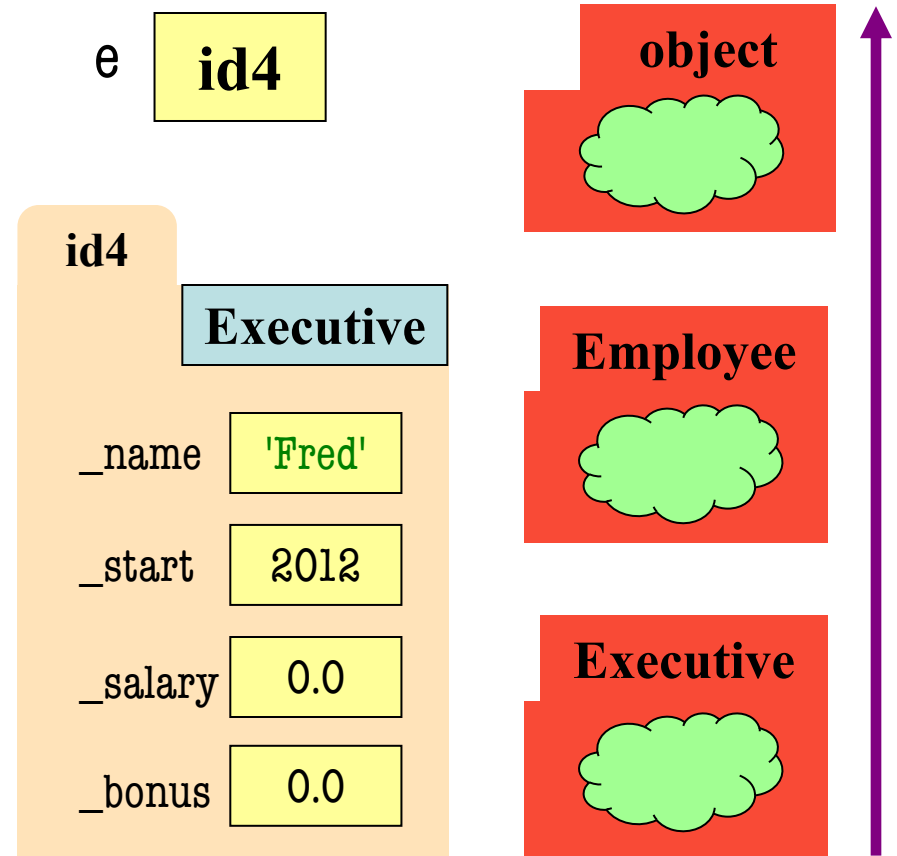 e
id4
id4
Executive
_name
'Fred'
_start
2012
_salary
0.0
_bonus
0.0
object
Employee
Executive